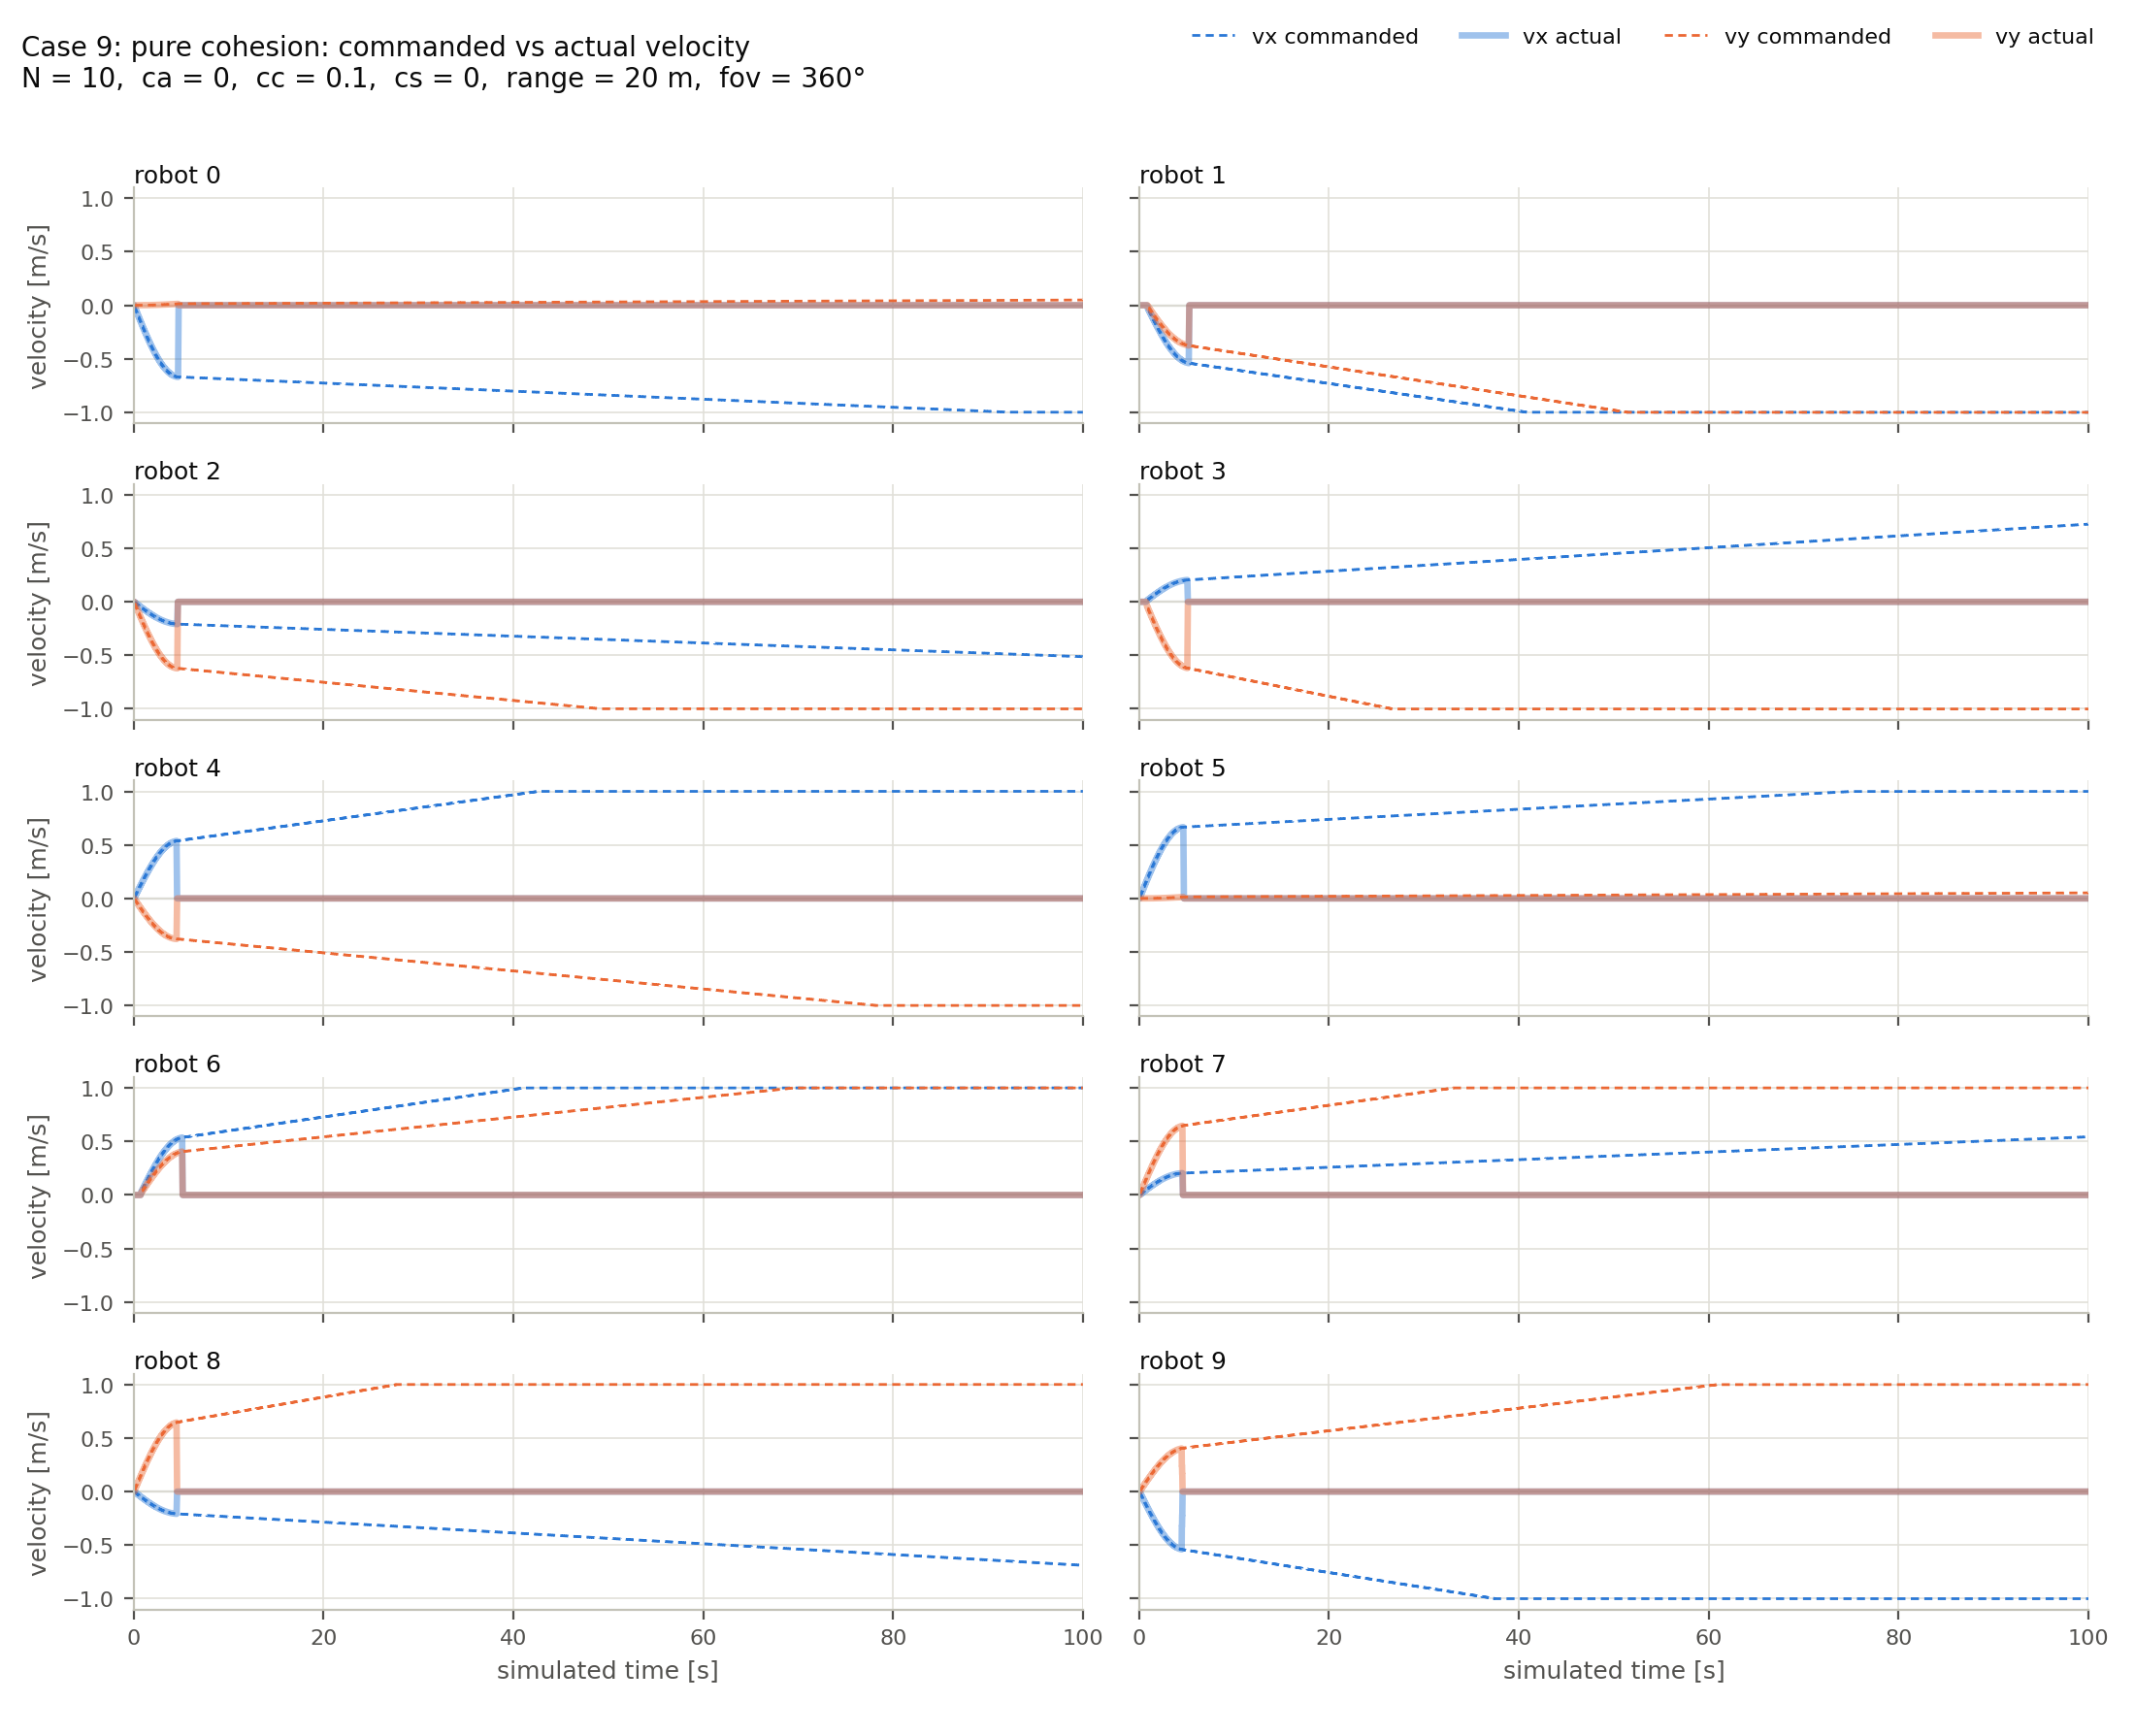 Case 9: pure cohesion: commanded vs actual velocity
N = 10,  ca = 0,  cc = 0.1,  cs = 0,  range = 20 m,  fov = 360°
vx commanded
vx actual
vy commanded
vy actual
robot 0
1.0
0.5
0.0
−0.5
−1.0
velocity [m/s]
robot 1
robot 2
1.0
0.5
0.0
−0.5
−1.0
velocity [m/s]
robot 3
robot 4
1.0
0.5
0.0
−0.5
−1.0
velocity [m/s]
robot 5
robot 6
1.0
0.5
0.0
−0.5
−1.0
velocity [m/s]
robot 7
robot 8
1.0
0.5
0.0
−0.5
−1.0
velocity [m/s]
0 20 40 60 80 100
simulated time [s]
robot 9
0 20 40 60 80 100
simulated time [s]